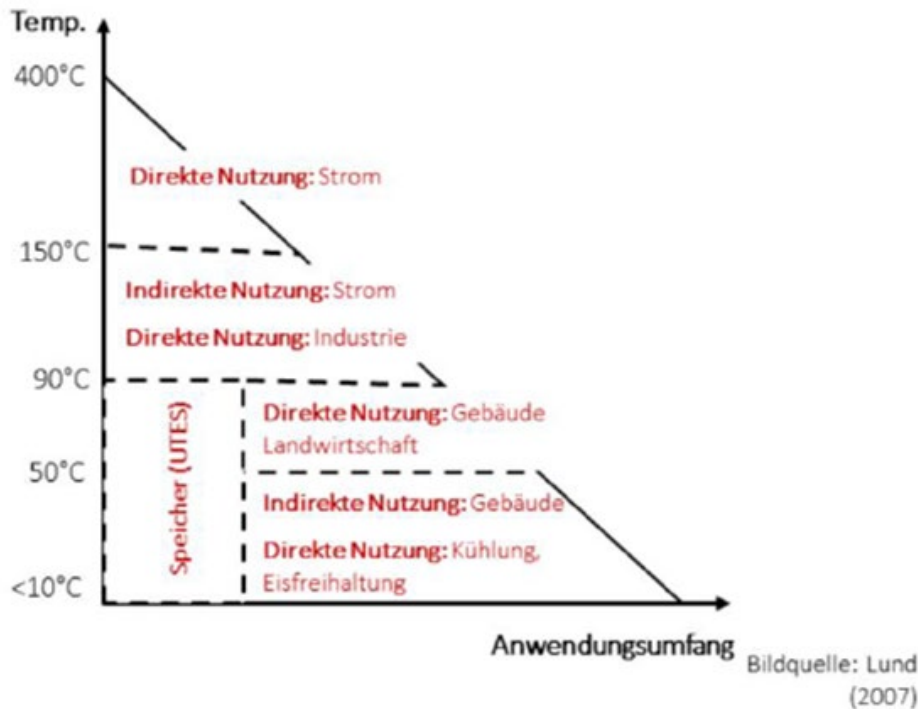 Temp.
400°C
Direkte Nutzung: Strom
150°C
Indirekte Nutzung: Strom
Direkte Nutzung: Industrie
90°C
Speicher (UTES)
Direkte Nutzung: Gebäude
Landwirtschaft
50°C
Indirekte Nutzung: Gebäude
Direkte Nutzung: Kühlung,
Eisfreihaltung
<10°C
Anwendungsumfang
Bildquelle: Lund
(2007)